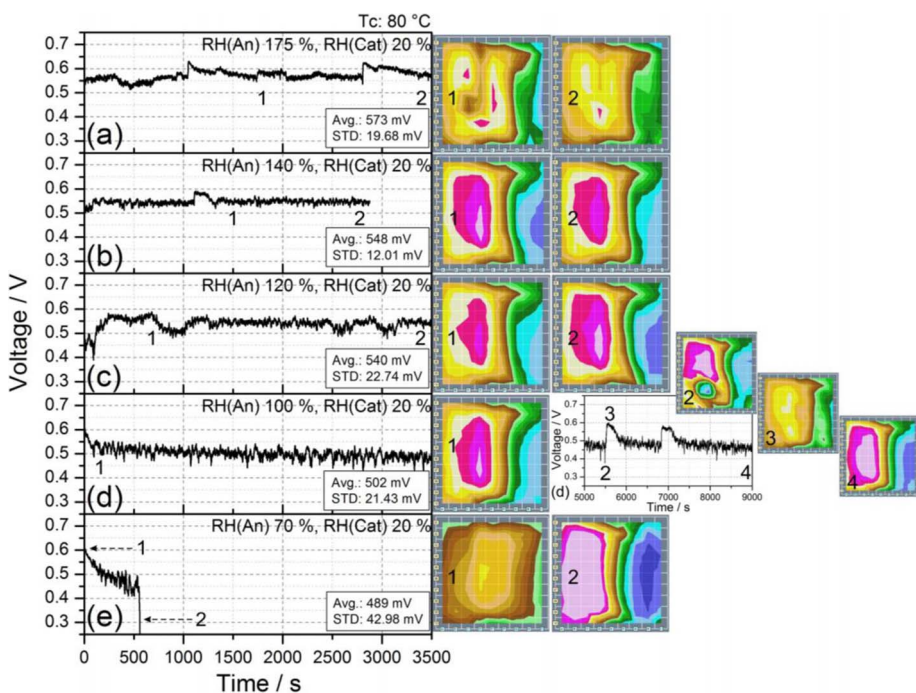 Tc: 80 °C
RH(An) 175 %, RH(Cat) 20 %
0.7
0.6
0.5
0.4
0.3
1
2
(a)
Avg.: 573 mV
STD: 19.68 mV
1
2
RH(An) 140 %, RH(Cat) 20 %
0.7
0.6
0.5
0.4
0.3
1
2
(b)
Avg.: 548 mV
STD: 12.01 mV
1
2
Voltage / V
RH(An) 120 %, RH(Cat) 20 %
0.7
0.6
0.5
0.4
0.3
1
2
(c)
Avg.: 540 mV
STD: 22.74 mV
1
2
RH(An) 100 %, RH(Cat) 20 %
0.7
0.6
0.5
0.4
0.3
1
(d)
Avg.: 502 mV
STD: 21.43 mV
1
Voltage / V
0.7
0.6
0.5
0.4
0.3
3
2
4
(d)
5000 6000 7000 8000 9000
Time / s
2
3
4
RH(An) 70 %, RH(Cat) 20 %
0.7
0.6
0.5
0.4
0.3
1
2
(e)
Avg.: 489 mV
STD: 42.98 mV
1
2
0 500 1000 1500 2000 2500 3000 3500
Time / s